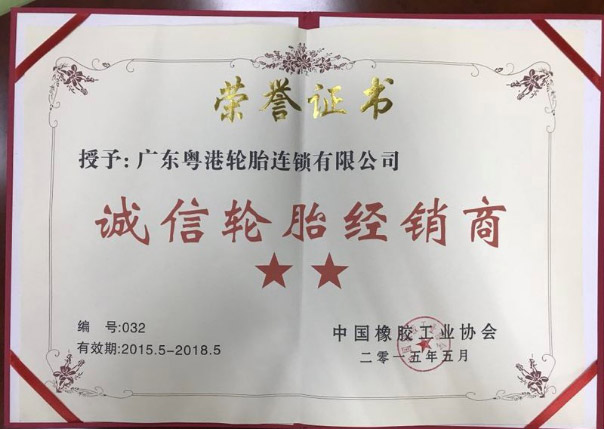 荣誉证书
授予: 广东粤港轮胎连锁有限公司
诚信轮胎经销商
★★
编 号:032
有效期:2015.5-2018.5
中国橡胶工业协会
二零一五年五月